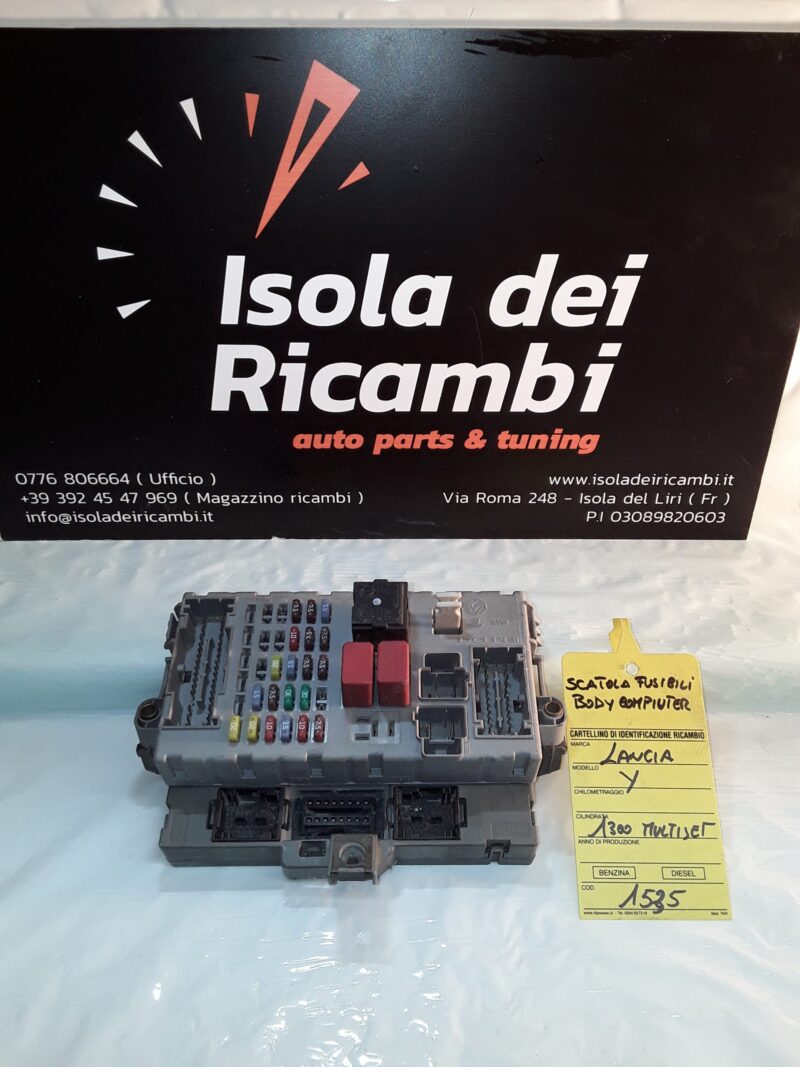 Isola dei
Ricambi
auto parts & tuning
0776 806664 ( Ufficio )
+39 392 45 47 969 ( Magazzino ricambi )
info@isoladeiricambi.it
www.isoladeiricambi.it
Via Roma 248 - Isola del Liri ( Fr )
P.I 03089820603
SCATOLA FUSIBILI
BODY COMPIUTER
CARTELLINO DI IDENTIFICAZIONE RICAMBIO
MARCA
LANCIA
MODELLO
Y
CHILOMETRAGGIO
CILINDRATA
1300 MULTIJET
ANNO DI PRODUZIONE
BENZINA DIESEL
COD.
1535